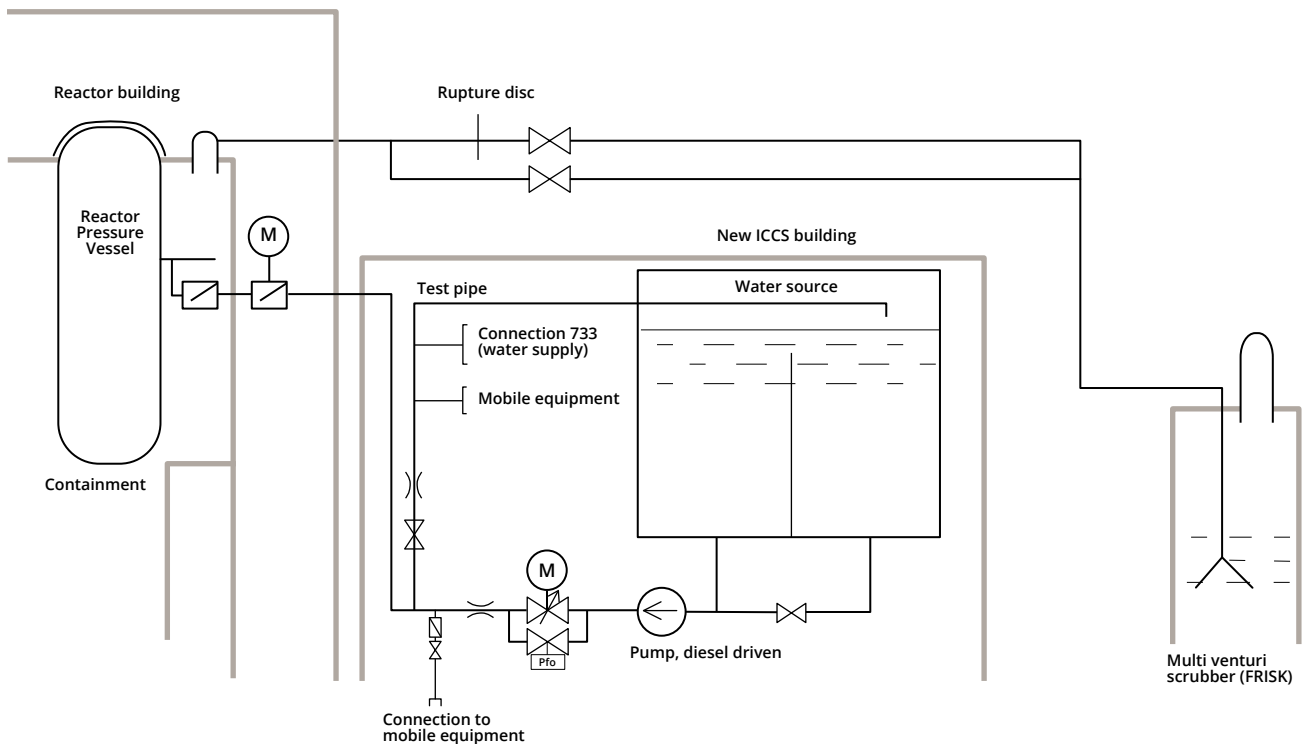 Reactor building
Rupture disc
Reactor
Pressure
Vessel
M
New ICCS building
Test pipe
Water source
Connection 733
(water supply)
Mobile equipment
Containment
M
Pfo
Pump, diesel driven
Multi venturi
scrubber (FRISK)
Connection to
mobile equipment